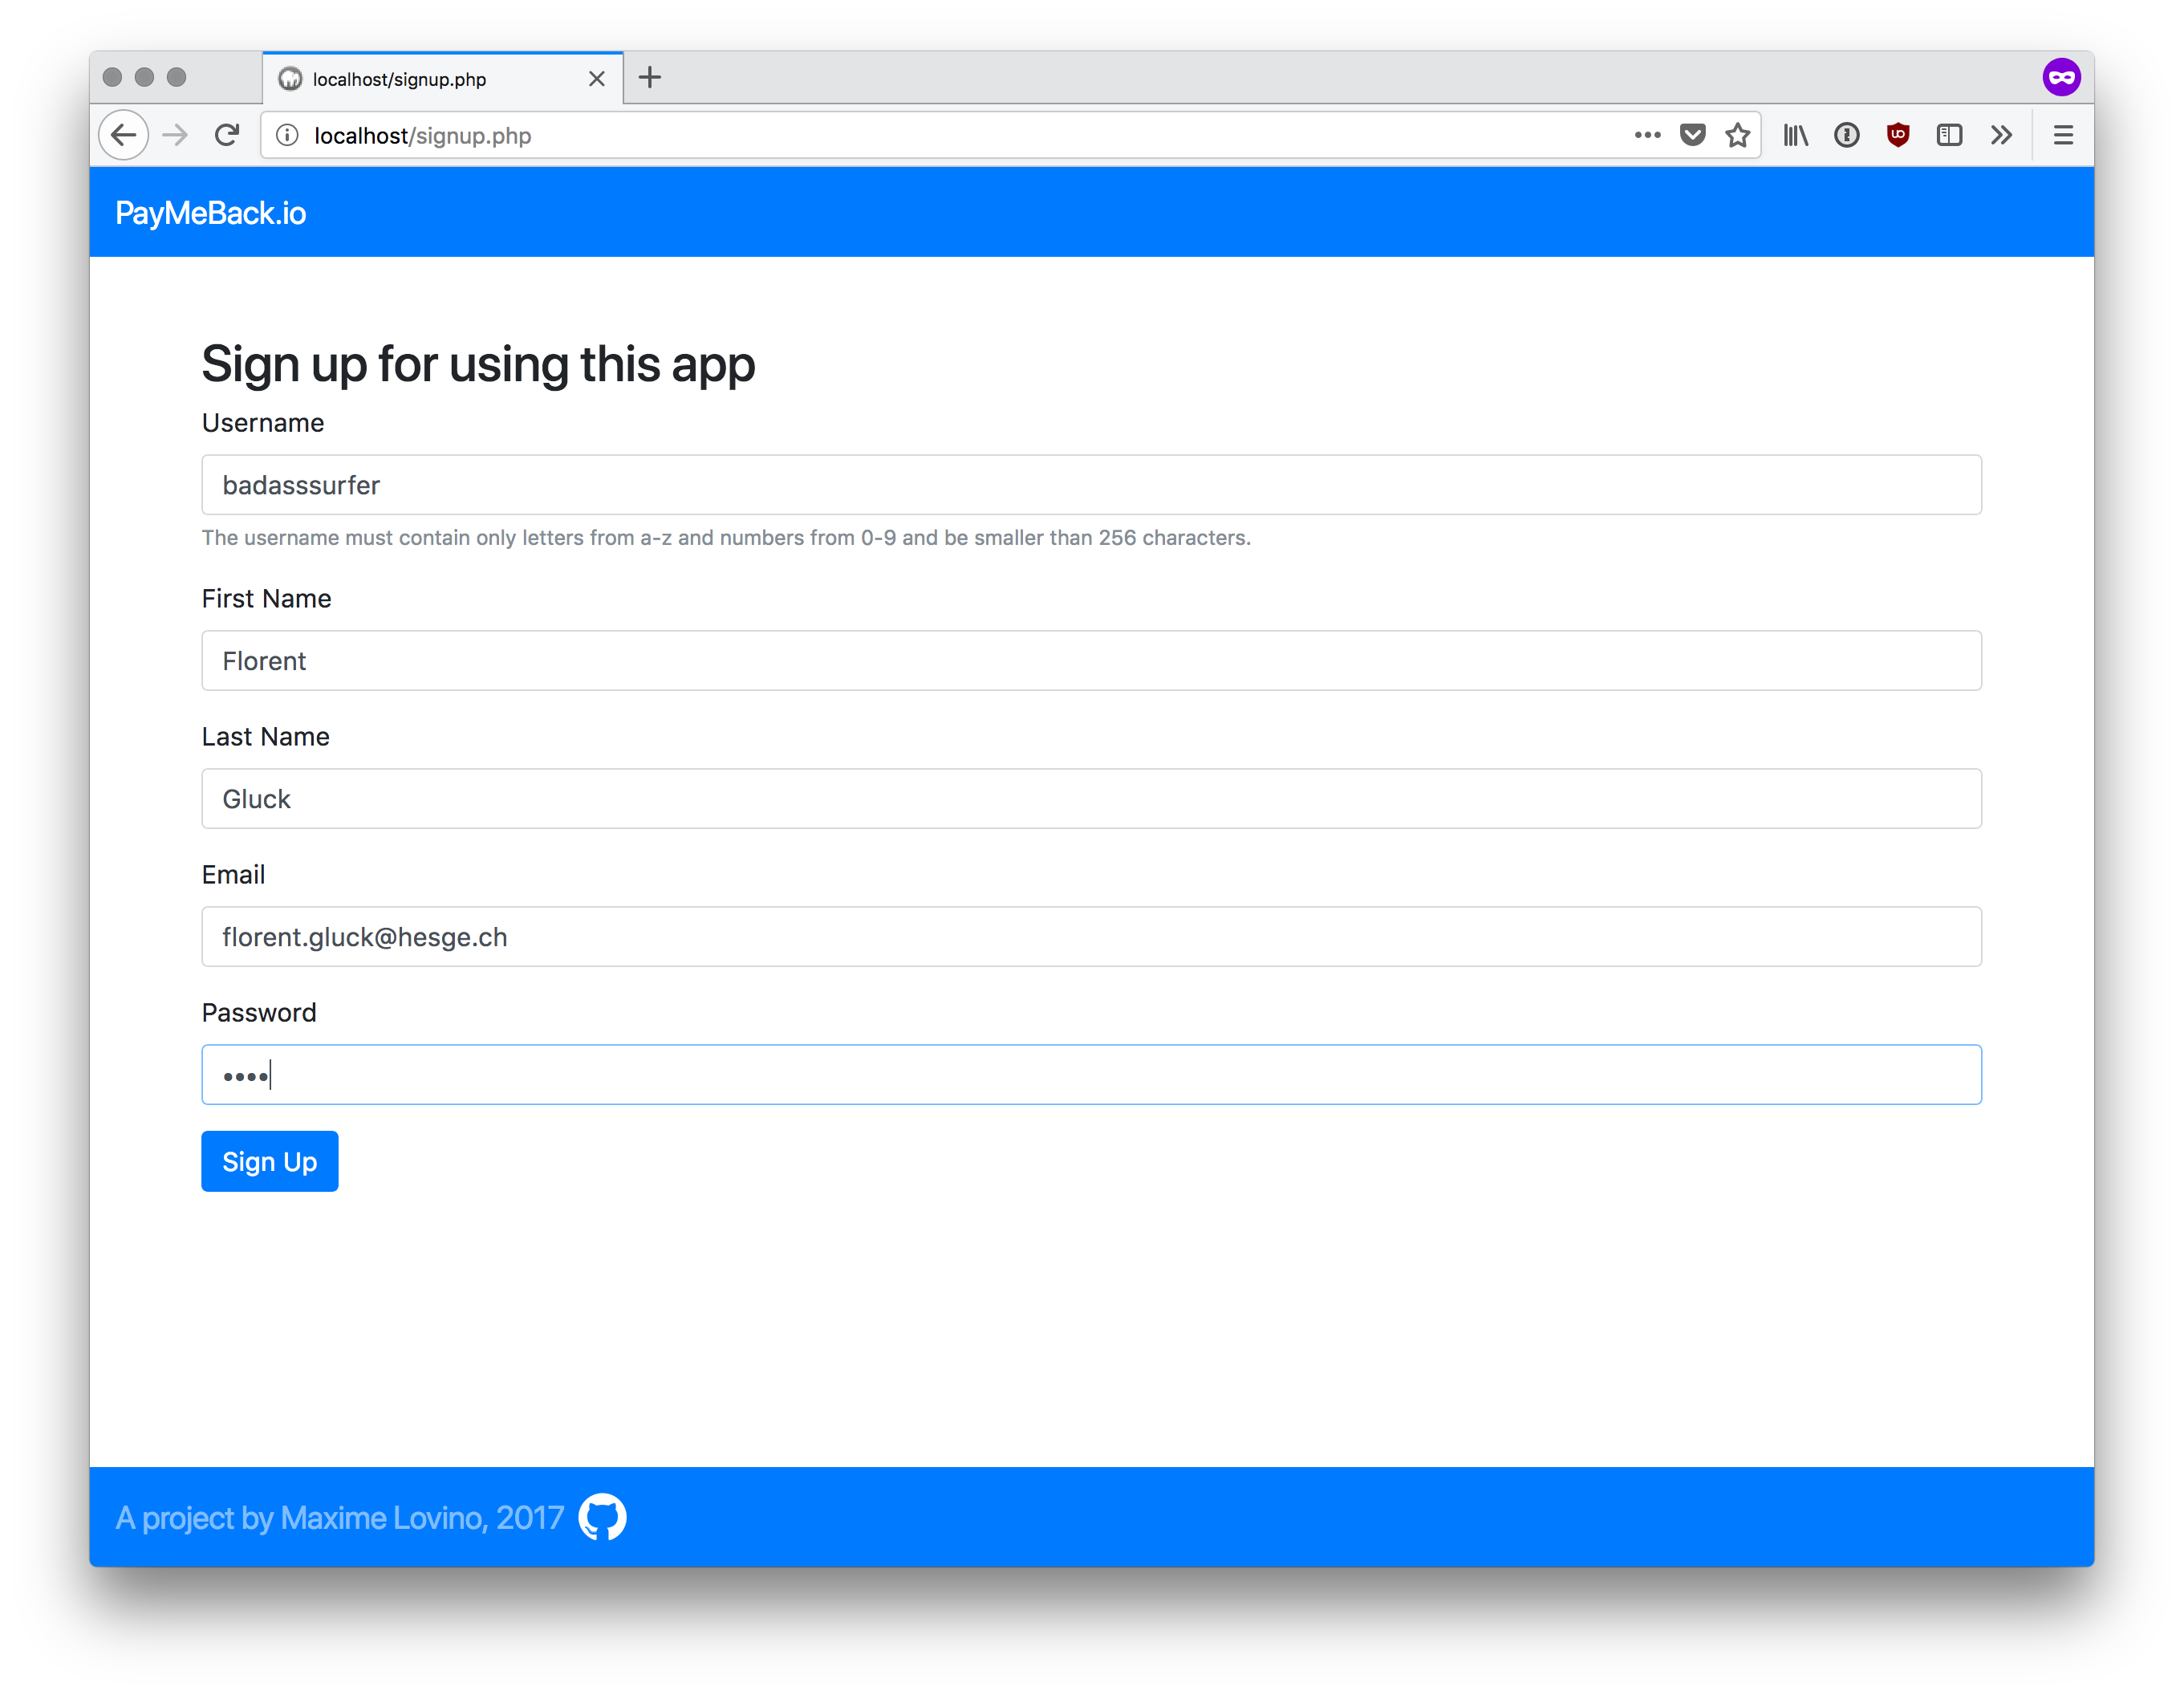 localhost/signup.php
localhost/signup.php
PayMeBack.io
Sign up for using this app
Username
badasssurfer
The username must contain only letters from a-z and numbers from 0-9 and be smaller than 256 characters.
First Name
Florent
Last Name
Gluck
Email
florent.gluck@hesge.ch
Password
••••
Sign Up
A project by Maxime Lovino, 2017